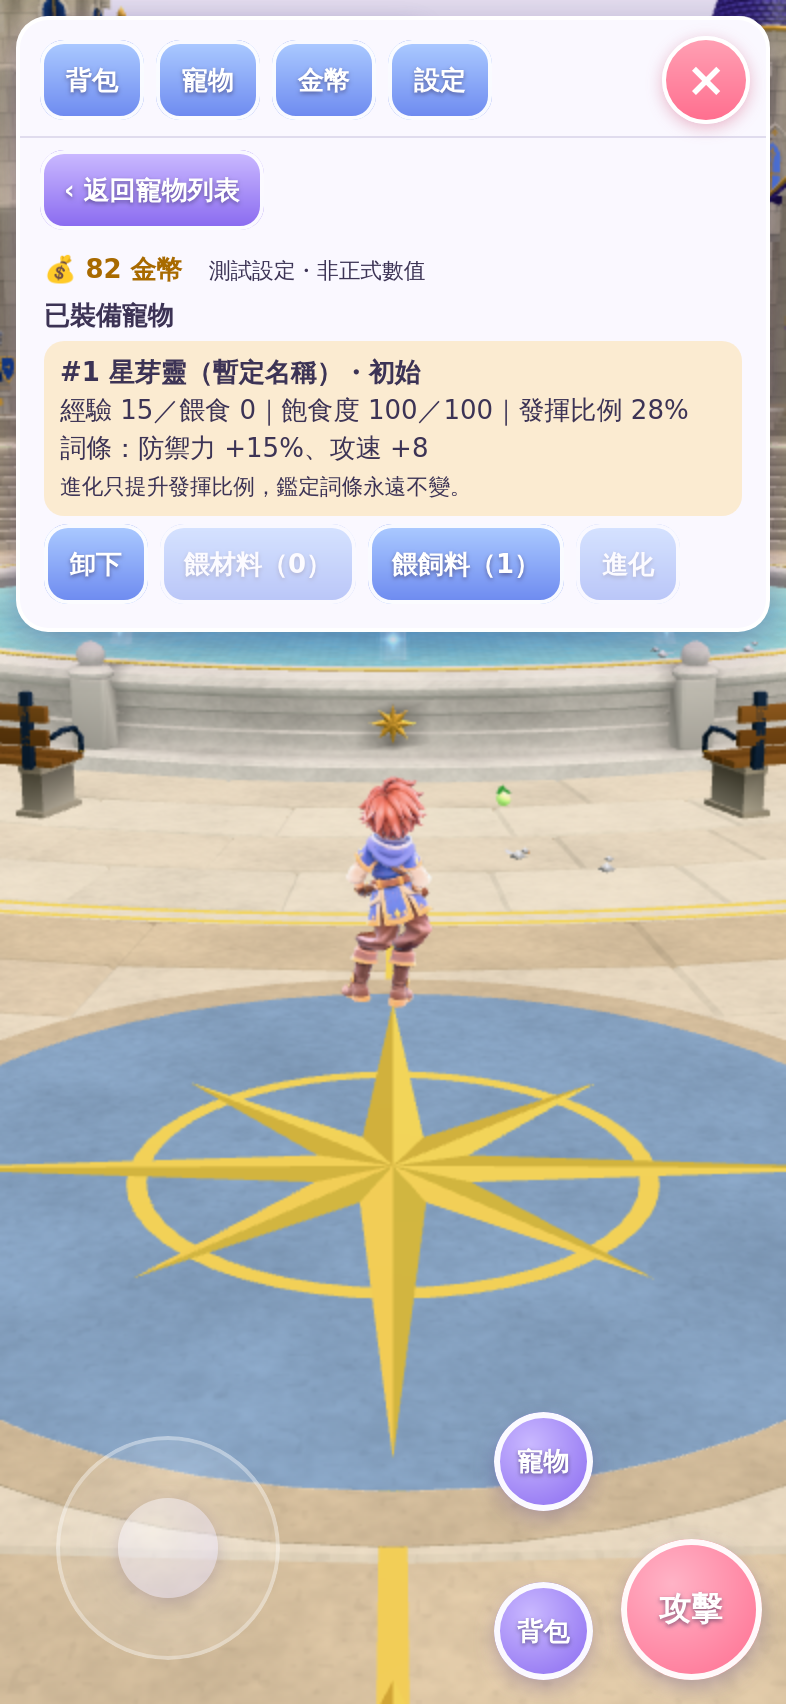 背包 寵物 金幣 設定 ×
‹ 返回寵物列表
💰 82 金幣 測試設定・非正式數值
已裝備寵物
#1 星芽靈（暫定名稱）・初始
經驗 15／餵食 0｜飽食度 100／100｜發揮比例 28%
詞條：防禦力 +15%、攻速 +8
進化只提升發揮比例，鑑定詞條永遠不變。
卸下 餵材料（0） 餵飼料（1） 進化
寵物
攻擊
背包